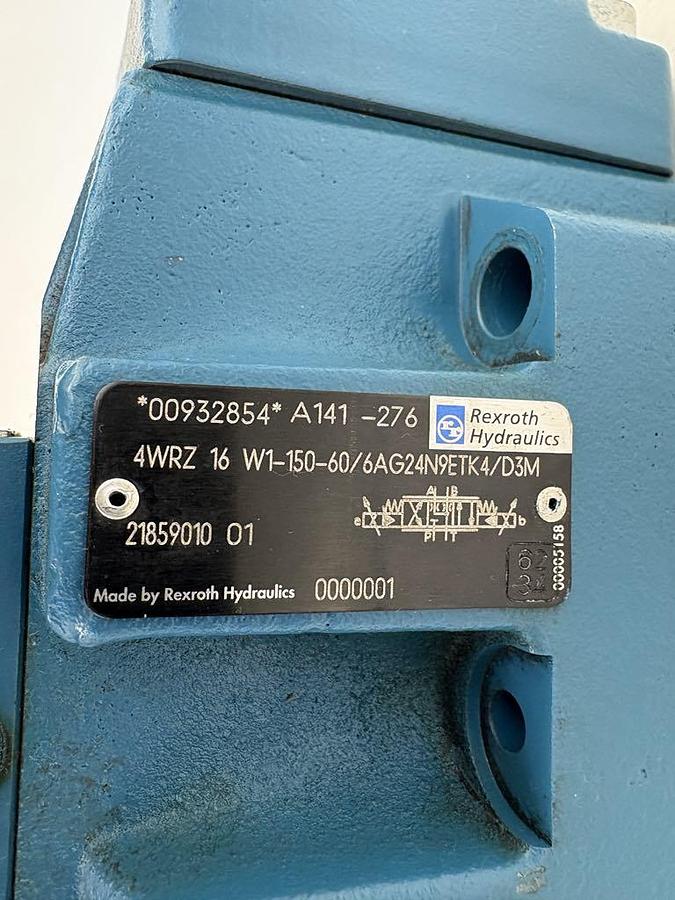 *00932854* A141 -276
Rexroth
Hydraulics
4WRZ 16 W1-150-60/6AG24N9ETK4/D3M
A B
a b
P T
21859010 01
62
34
00005158
Made by Rexroth Hydraulics 0000001